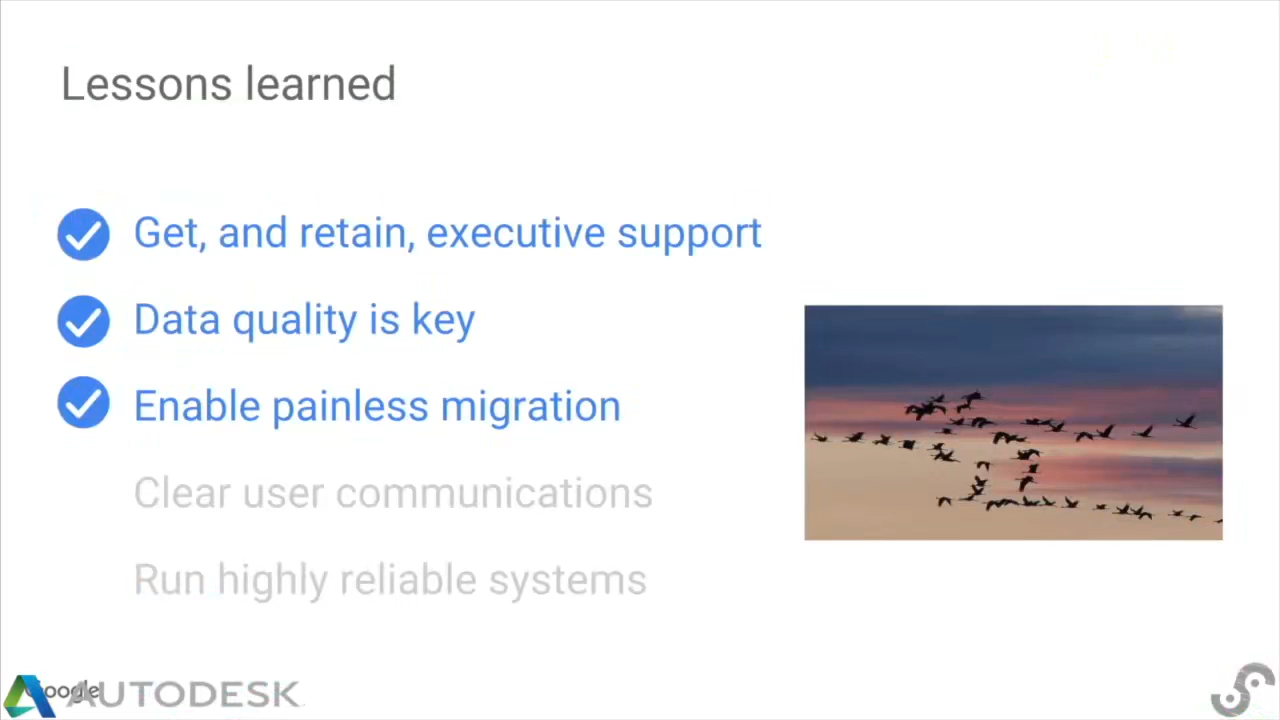 Lessons learned
Get, and retain, executive support
Data quality is key
Enable painless migration
Clear user communications
Run highly reliable systems
Google
AUTODESK